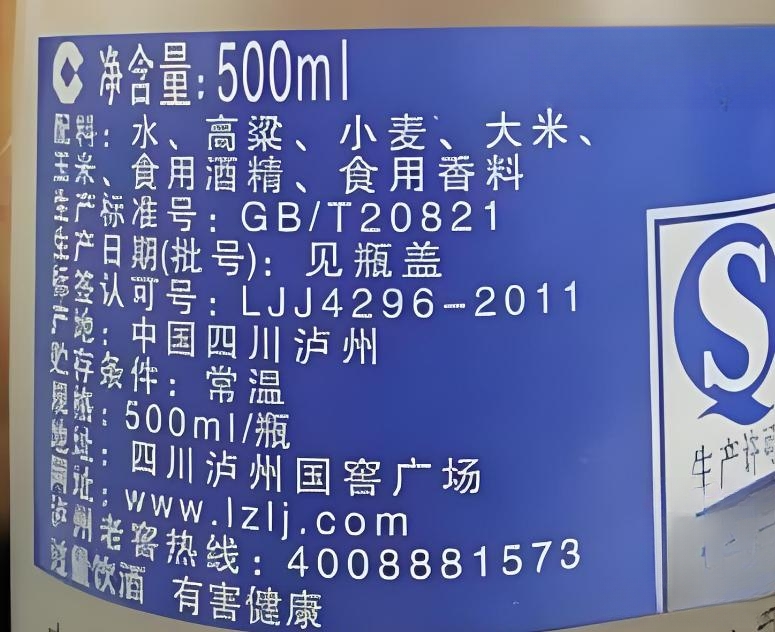 净含量:500ml
配料：水、高粱、小麦、大米、
玉米、食用酒精、食用香料
生产标准号：GB/T20821
生产日期(批号)：见瓶盖
标签认可号：LJJ4296-2011
产地：中国四川泸州
贮存条件：常温
规格：500ml/瓶
地址：四川泸州国窖广场
网址：www.lzlj.com
泸州老窖热线：4008881573
过量饮酒 有害健康
S
生产许